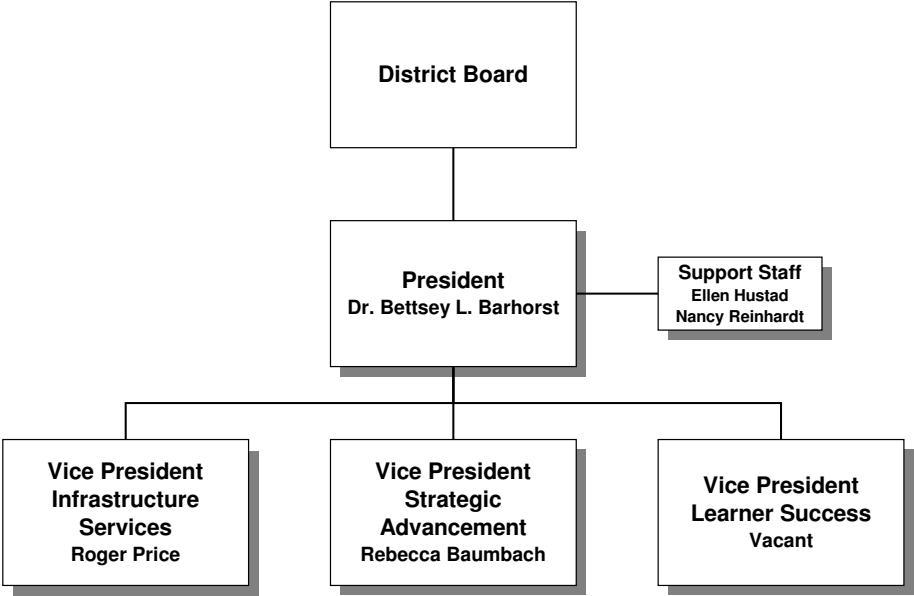 District Board
President
Dr. Bettsey L. Barhorst
Support Staff
Ellen Hustad
Nancy Reinhardt
Vice President
Infrastructure
Services
Roger Price
Vice President
Strategic
Advancement
Rebecca Baumbach
Vice President
Learner Success
Vacant